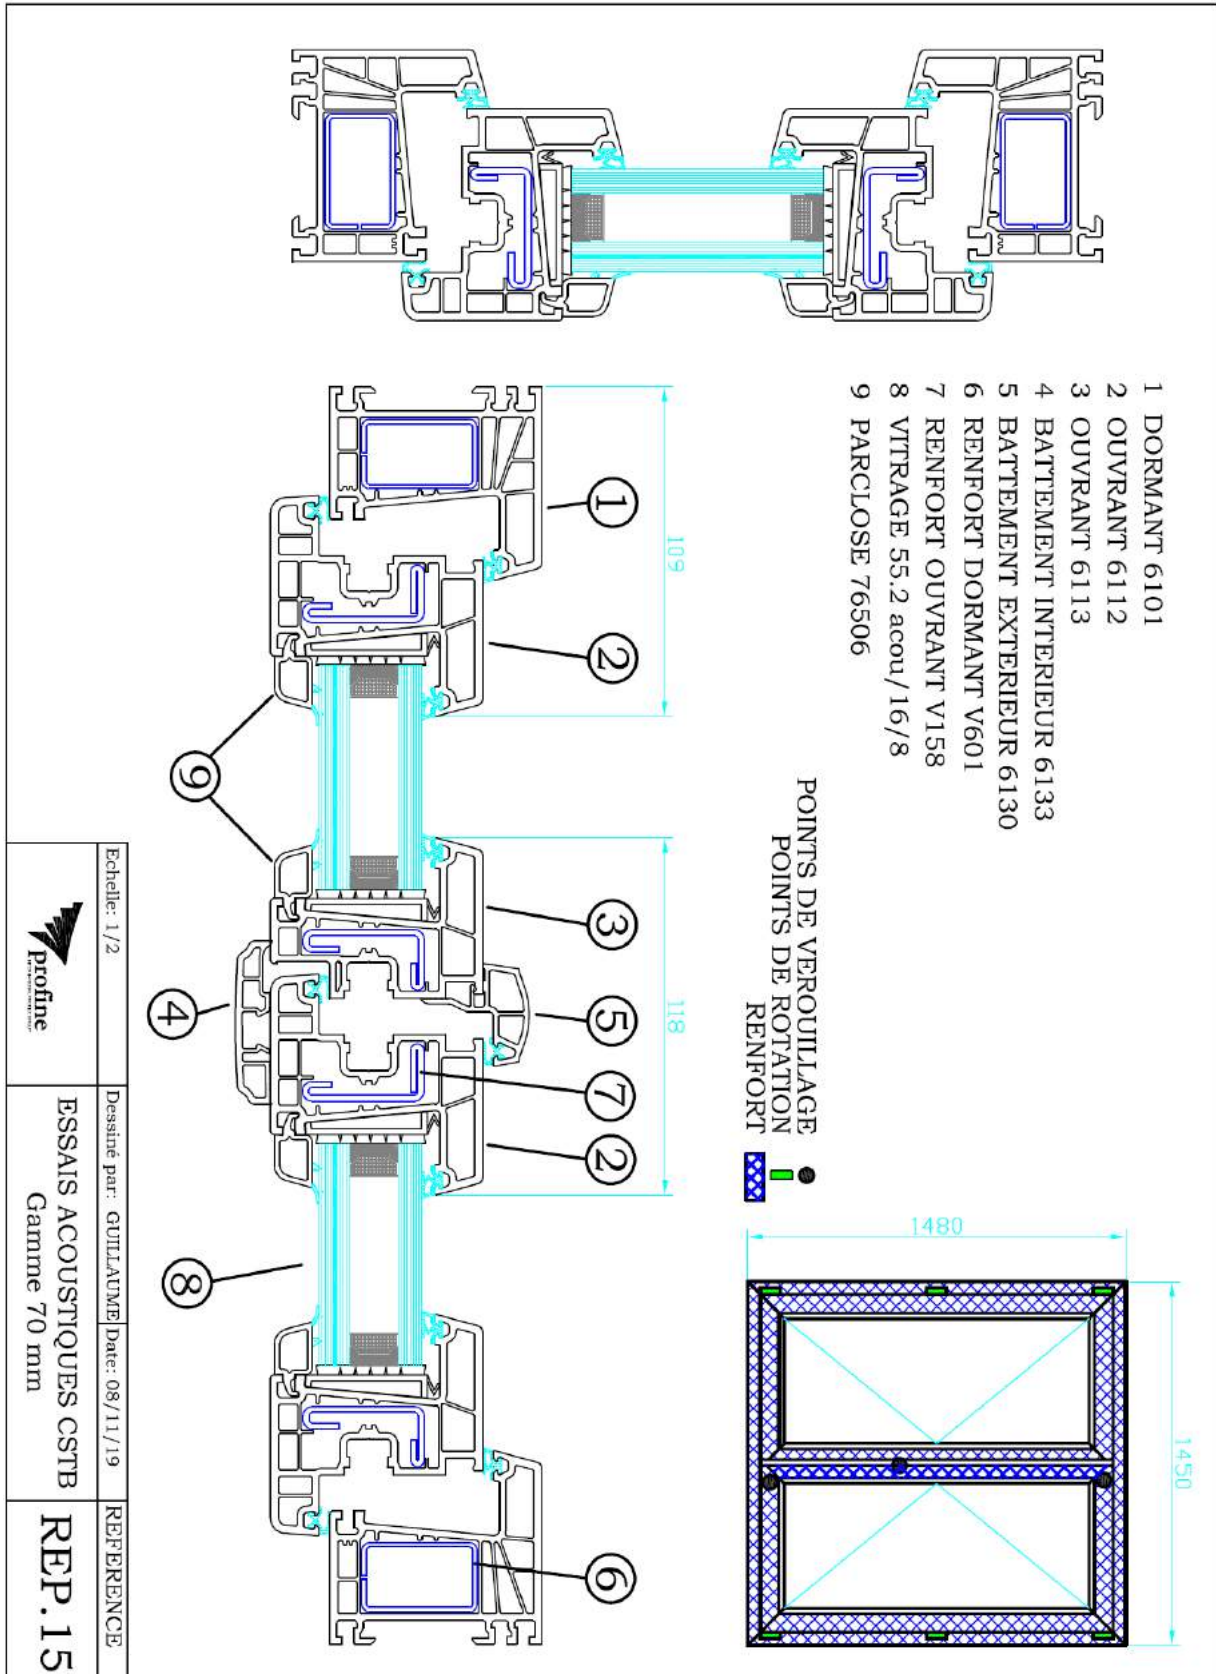 1 DORMANT 6101
2 OUVRANT 6112
3 OUVRANT 6113
4 BATTEMENT INTERIEUR 6133
5 BATTEMENT EXTERIEUR 6130
6 RENFORT DORMANT V601
7 RENFORT OUVRANT V158
8 VITRAGE 55.2 acou/16/8
9 PARCLOSE 76506
POINTS DE VEROUILLAGE
POINTS DE ROTATION
RENFORT
1450
1480
109
118
1
2
3
5
7
2
6
9
4
8
Echelle: 1/2
Dessiné par: GUILLAUME
Date: 08/11/19
REFERENCE
profine
ESSAIS ACOUSTIQUES CSTB
Gamme 70 mm
REP.15